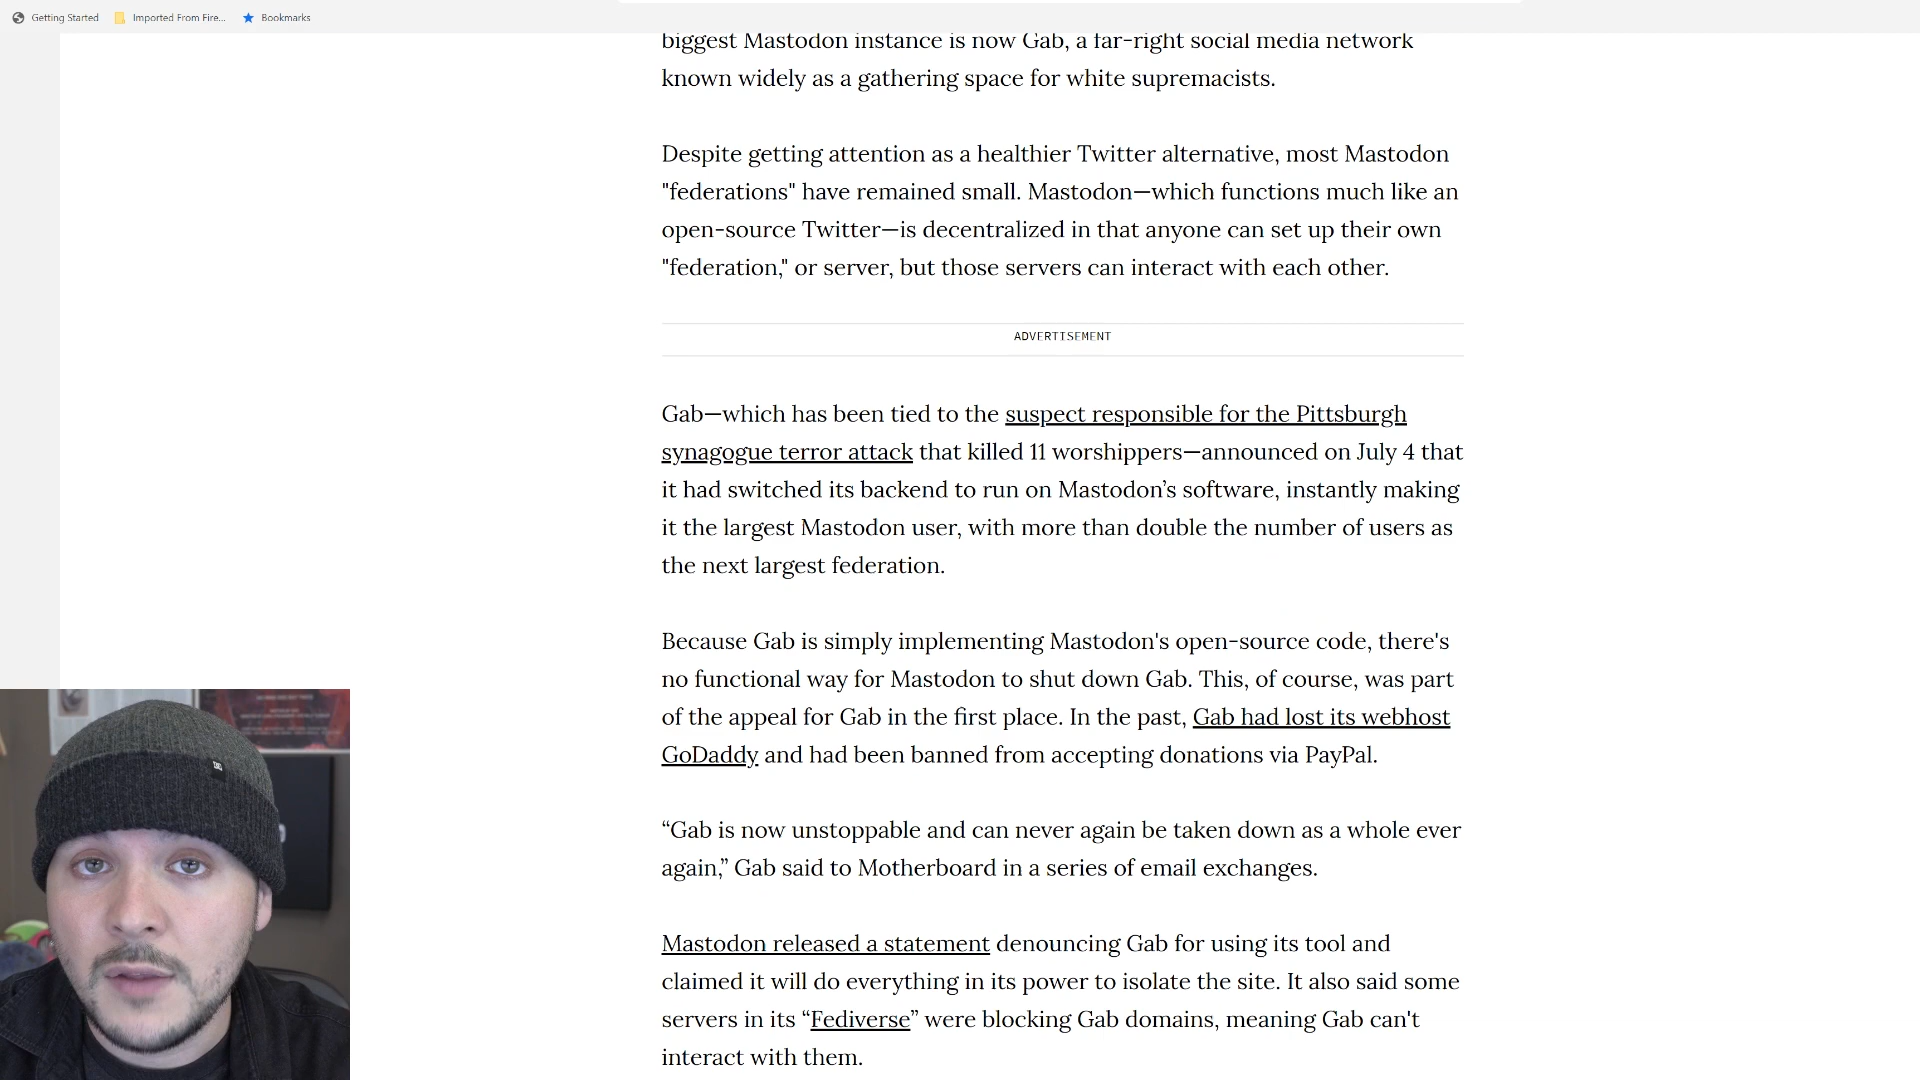 Getting Started
Imported From Fire...
Bookmarks
biggest Mastodon instance is now Gab, a far-right social media network
known widely as a gathering space for white supremacists.
Despite getting attention as a healthier Twitter alternative, most Mastodon
"federations" have remained small. Mastodon—which functions much like an
open-source Twitter—is decentralized in that anyone can set up their own
"federation," or server, but those servers can interact with each other.
ADVERTISEMENT
Gab—which has been tied to the suspect responsible for the Pittsburgh
synagogue terror attack that killed 11 worshippers—announced on July 4 that
it had switched its backend to run on Mastodon’s software, instantly making
it the largest Mastodon user, with more than double the number of users as
the next largest federation.
Because Gab is simply implementing Mastodon's open-source code, there's
no functional way for Mastodon to shut down Gab. This, of course, was part
of the appeal for Gab in the first place. In the past, Gab had lost its webhost
GoDaddy and had been banned from accepting donations via PayPal.
“Gab is now unstoppable and can never again be taken down as a whole ever
again,” Gab said to Motherboard in a series of email exchanges.
Mastodon released a statement denouncing Gab for using its tool and
claimed it will do everything in its power to isolate the site. It also said some
servers in its “Fediverse” were blocking Gab domains, meaning Gab can't
interact with them.